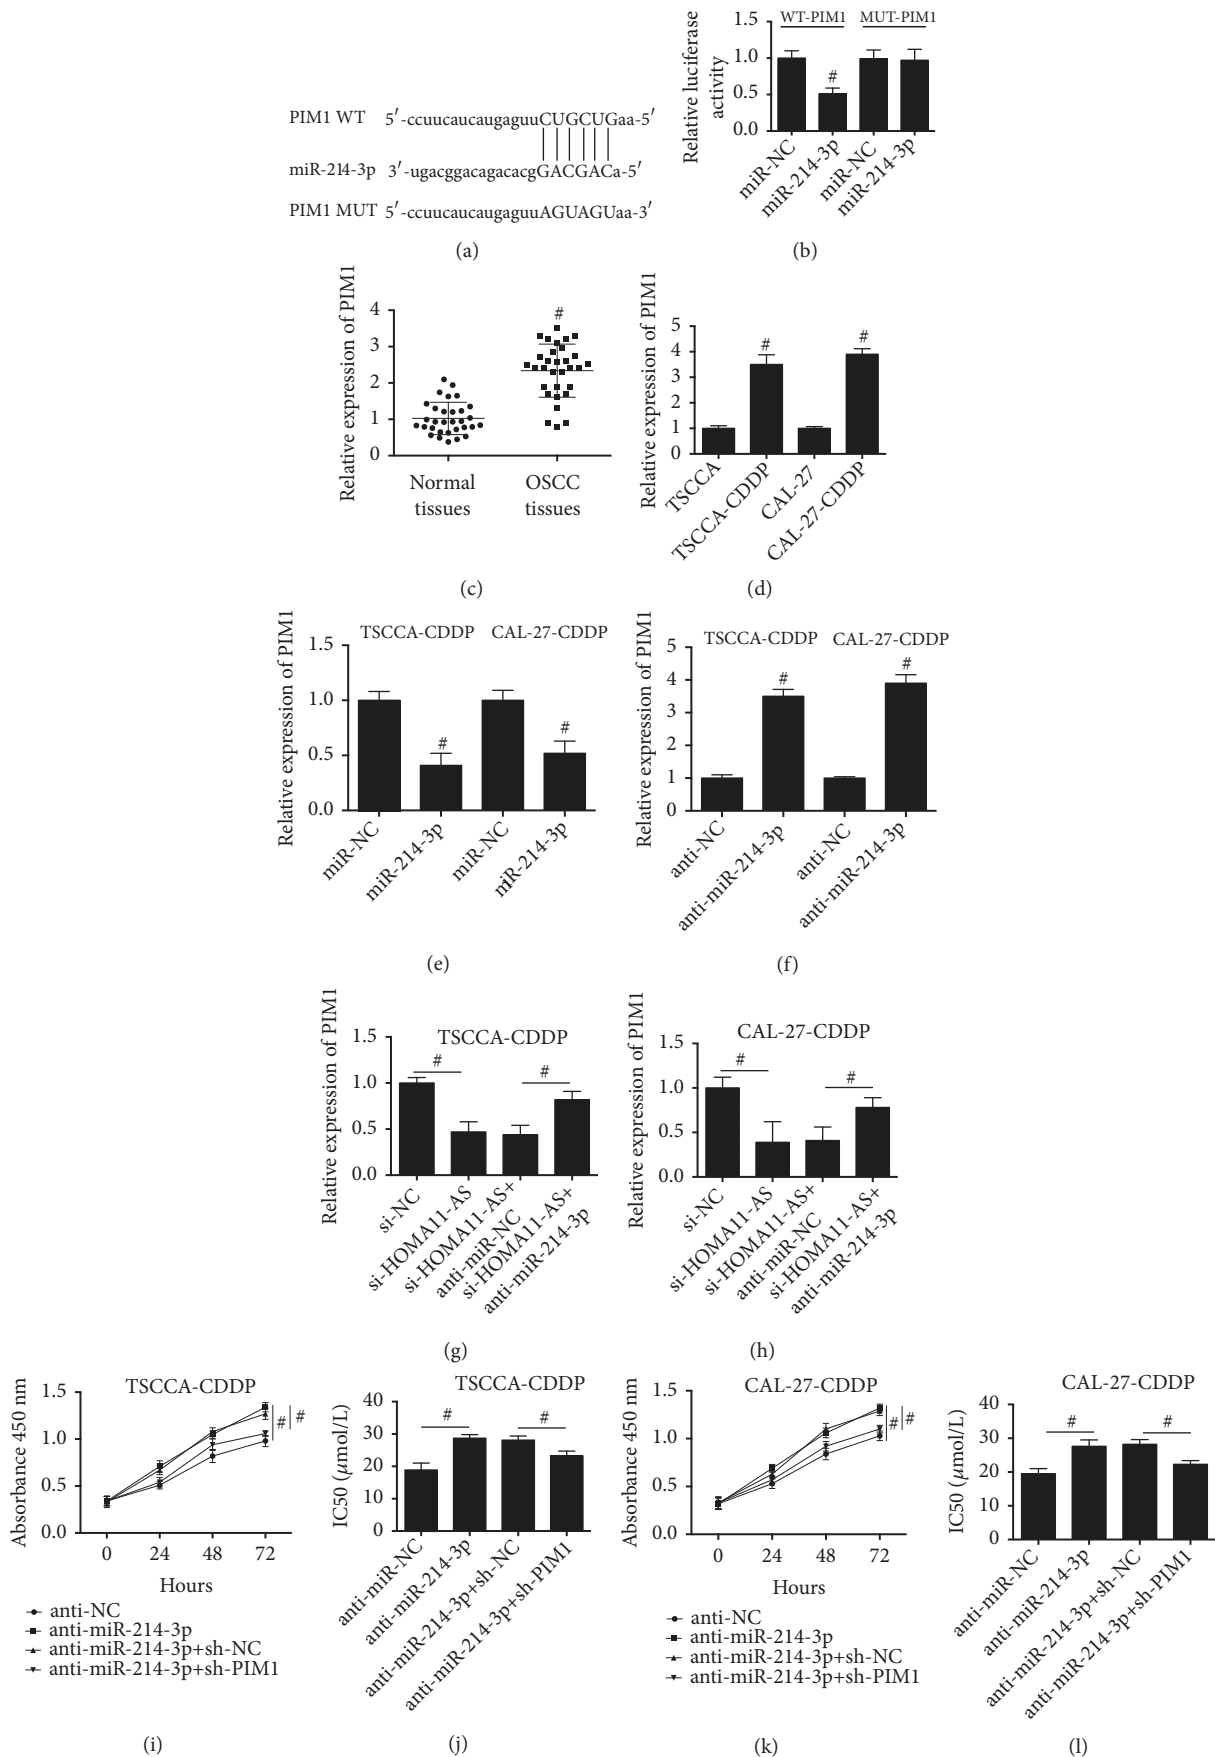 PIM1 WT 5′-ccuucaucaugaguuCUGCUGaa-5′
miR-214-3p 3′-ugacggacagacacgGACGACa-5′
PIM1 MUT 5′-ccuucaucaugaguuAGUAGUaa-3′
(a)
Relative luciferase
activity
1.5
1.0
0.5
0.0
WT-PIM1 MUT-PIM1
#
miR-NC
miR-214-3p
miR-NC
miR-214-3p
(b)
Relative expression of PIM1
4
3
2
1
0
#
Normal
tissues
OSCC
tissues
(c)
Relative expression of PIM1
5
4
3
2
1
0
# #
TSCCA
TSCCA-CDDP
CAL-27
CAL-27-CDDP
(d)
Relative expression of PIM1
1.5
1.0
0.5
0.0
TSCCA-CDDP CAL-27-CDDP
# #
miR-NC
miR-214-3p
miR-NC
miR-214-3p
(e)
Relative expression of PIM1
5
4
3
2
1
0
TSCCA-CDDP CAL-27-CDDP
# #
anti-NC
anti-miR-214-3p
anti-NC
anti-miR-214-3p
(f)
Relative expression of PIM1
1.5
1.0
0.5
0.0
TSCCA-CDDP
# #
si-NC
si-HOMA11-AS
si-HOMA11-AS+
anti-miR-NC
si-HOMA11-AS+
anti-miR-214-3p
(g)
Relative expression of PIM1
1.5
1.0
0.5
0.0
CAL-27-CDDP
# #
si-NC
si-HOMA11-AS
si-HOMA11-AS+
anti-miR-NC
si-HOMA11-AS+
anti-miR-214-3p
(h)
Absorbance 450 nm
1.5
1.0
0.5
0.0
TSCCA-CDDP
# #
0 24 48 72
Hours
anti-NC
anti-miR-214-3p
anti-miR-214-3p+sh-NC
anti-miR-214-3p+sh-PIM1
(i)
IC50 (μmol/L)
40
30
20
10
0
TSCCA-CDDP
# #
anti-miR-NC
anti-miR-214-3p
anti-miR-214-3p+sh-NC
anti-miR-214-3p+sh-PIM1
(j)
Absorbance 450 nm
1.5
1.0
0.5
0.0
CAL-27-CDDP
# #
0 24 48 72
Hours
anti-NC
anti-miR-214-3p
anti-miR-214-3p+sh-NC
anti-miR-214-3p+sh-PIM1
(k)
IC50 (μmol/L)
40
30
20
10
0
CAL-27-CDDP
# #
anti-miR-NC
anti-miR-214-3p
anti-miR-214-3p+sh-NC
anti-miR-214-3p+sh-PIM1
(l)